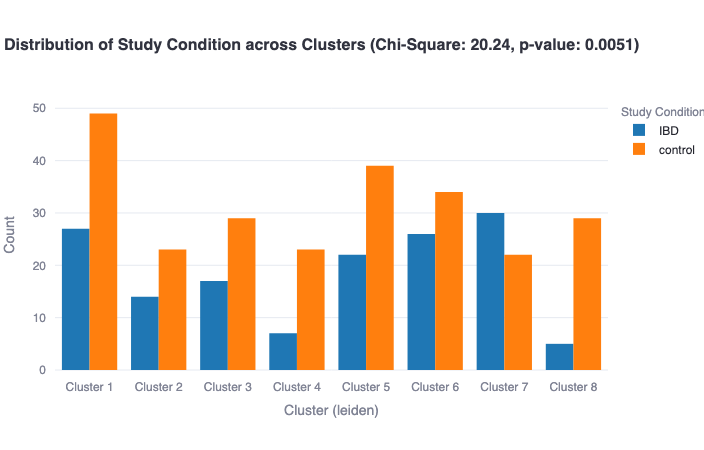 Distribution of Study Condition across Clusters (Chi-Square: 20.24, p-value: 0.0051)
Study Condition
IBD
control
Count
50
40
30
20
10
0
Cluster 1 Cluster 2 Cluster 3 Cluster 4 Cluster 5 Cluster 6 Cluster 7 Cluster 8
Cluster (leiden)